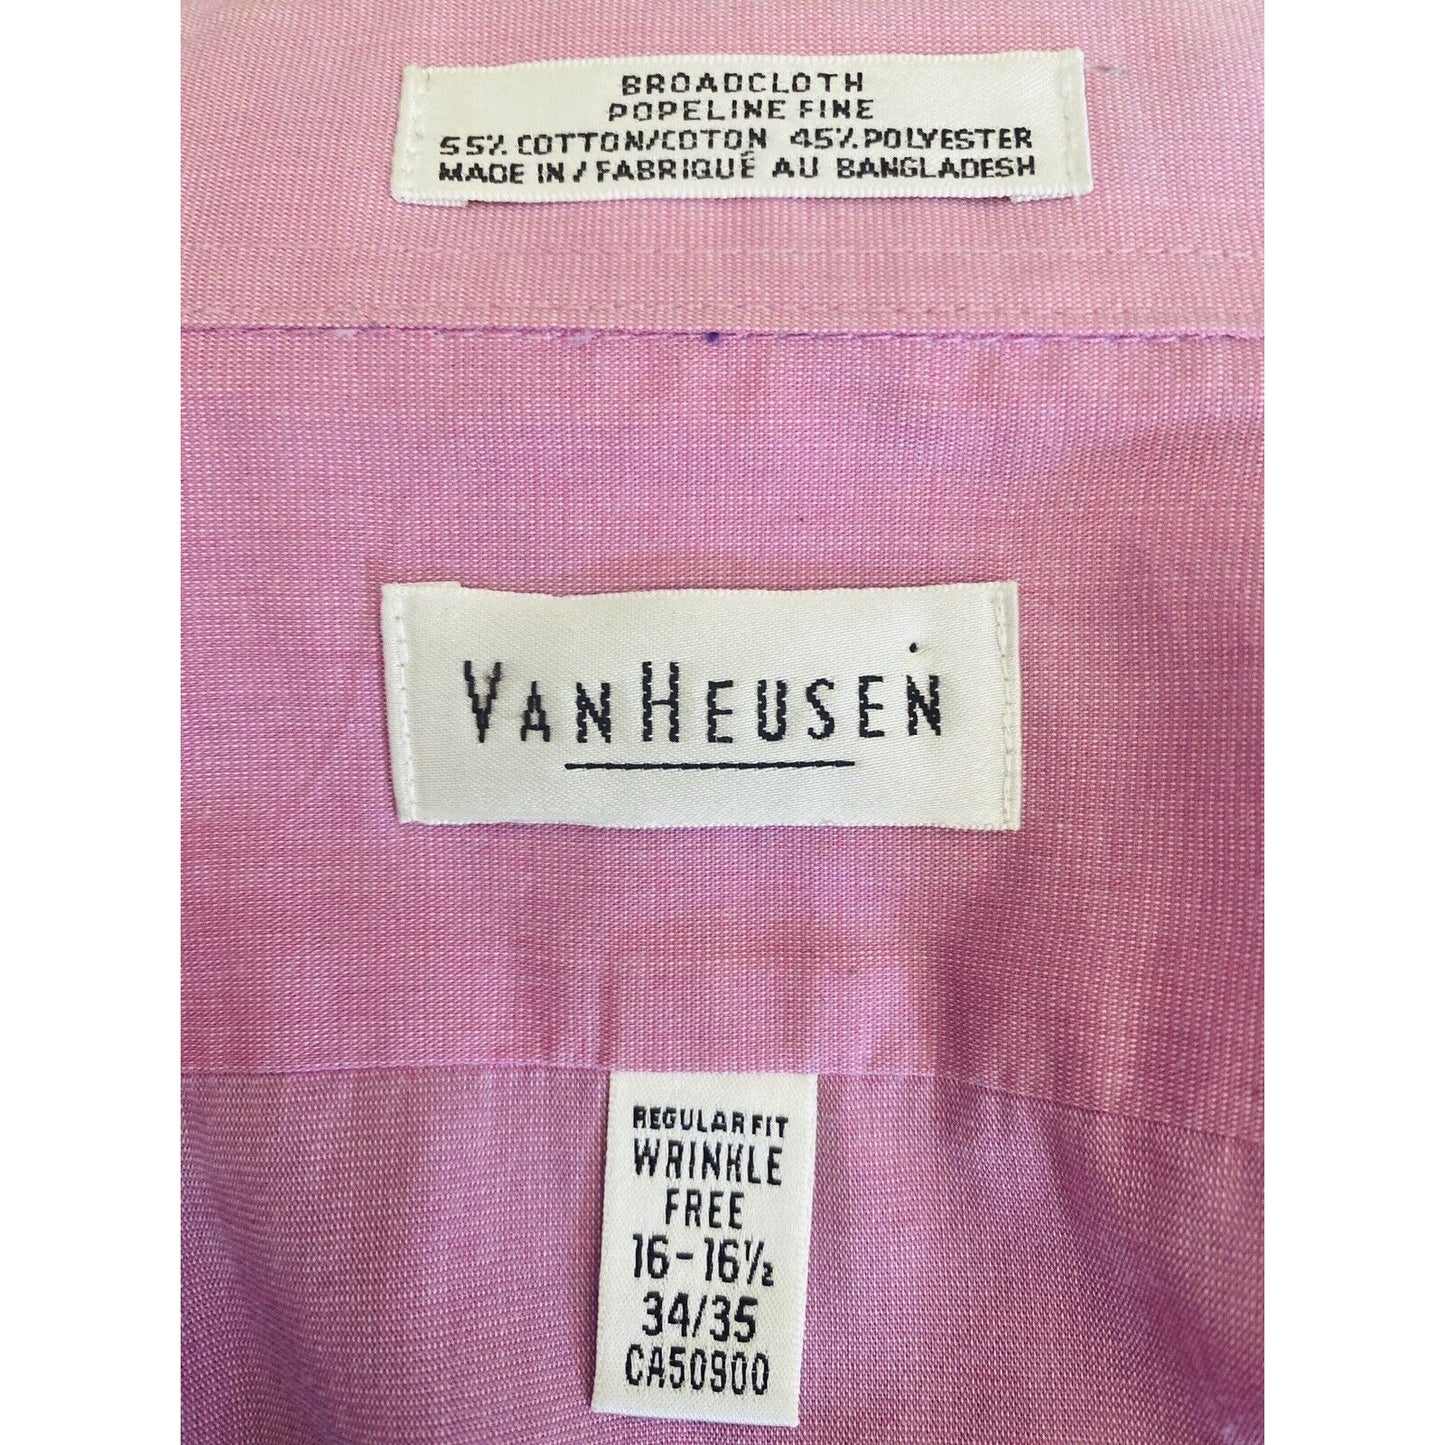 BROADCLOTH
POPELINE FINE
55% COTTON/COTON 45% POLYESTER
MADE IN / FABRIQUÉ AU BANGLADESH
VANHEUSEN
REGULAR FIT
WRINKLE
FREE
16-16½
34/35
CA50900